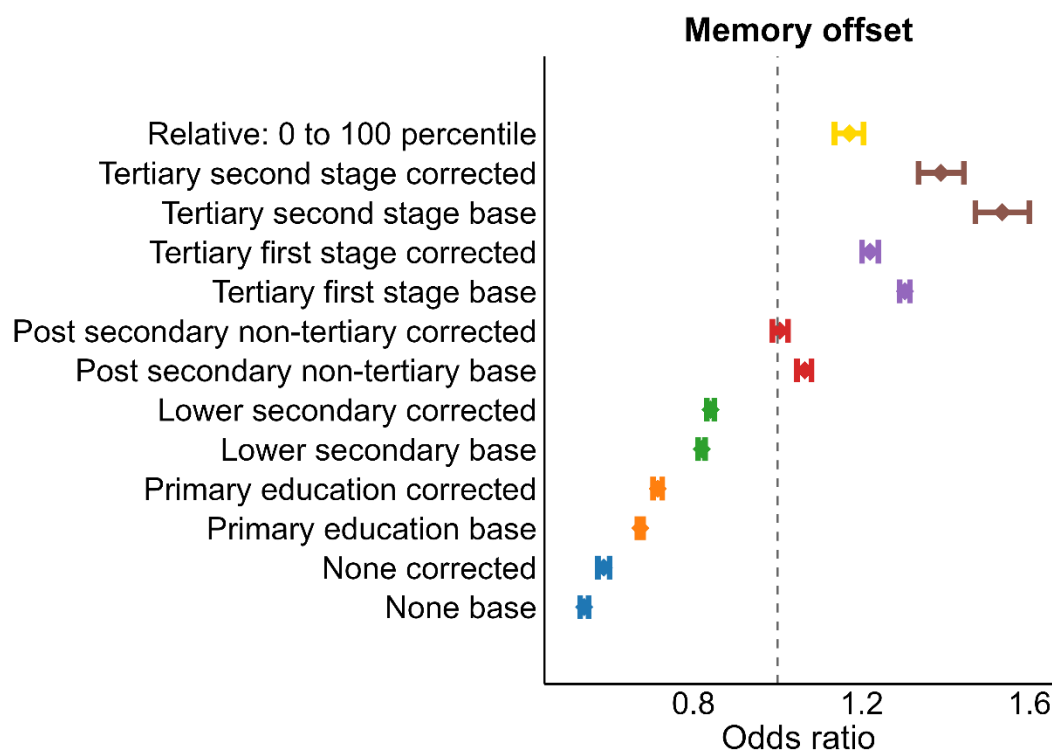 Memory offset
Relative: 0 to 100 percentile
Tertiary second stage corrected
Tertiary second stage base
Tertiary first stage corrected
Tertiary first stage base
Post secondary non-tertiary corrected
Post secondary non-tertiary base
Lower secondary corrected
Lower secondary base
Primary education corrected
Primary education base
None corrected
None base
0.8 1.2 1.6
Odds ratio